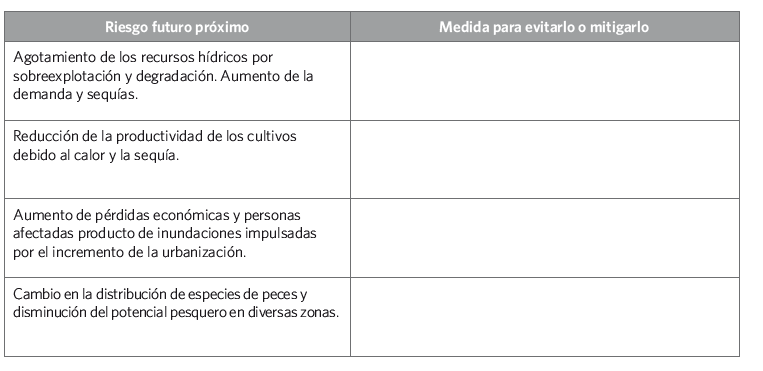 Riesgo futuro próximo
Medida para evitarlo o mitigarlo
Agotamiento de los recursos hídricos por
sobreexplotación y degradación. Aumento de la
demanda y sequías.
Reducción de la productividad de los cultivos
debido al calor y la sequía.
Aumento de pérdidas económicas y personas
afectadas producto de inundaciones impulsadas
por el incremento de la urbanización.
Cambio en la distribución de especies de peces y
disminución del potencial pesquero en diversas zonas.